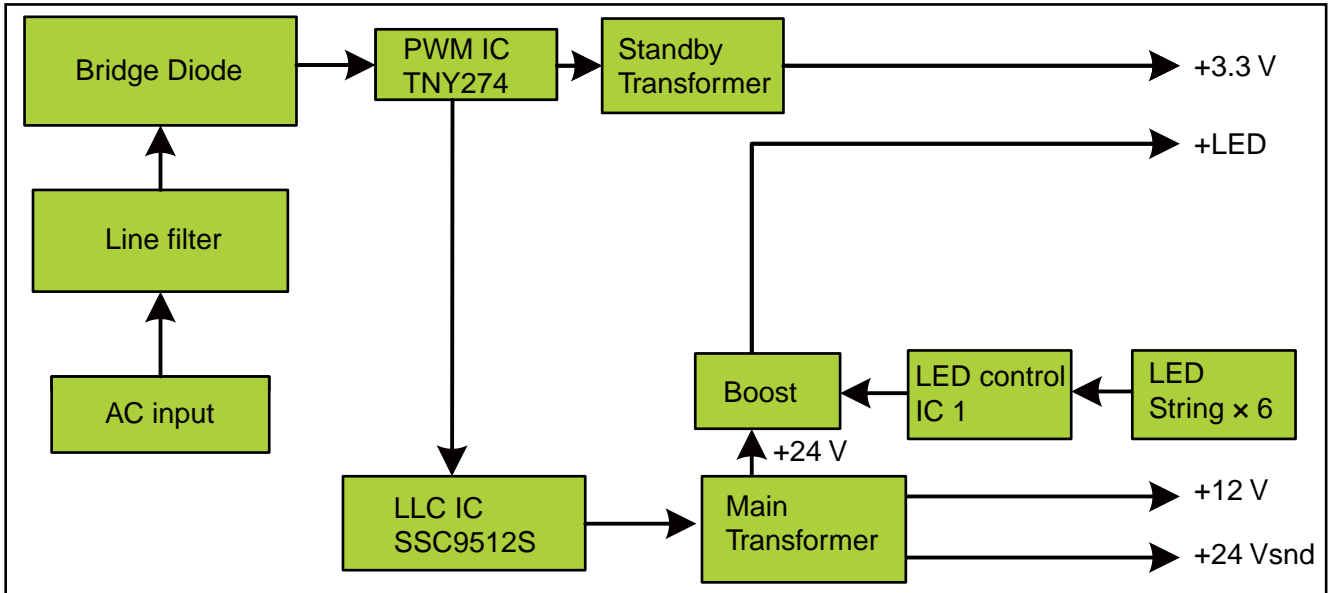 Bridge Diode
PWM IC
TNY274
Standby
Transformer
+3.3 V
+LED
Line filter
AC input
Boost
LED control
IC 1
LED
String × 6
+24 V
LLC IC
SSC9512S
Main
Transformer
+12 V
+24 Vsnd